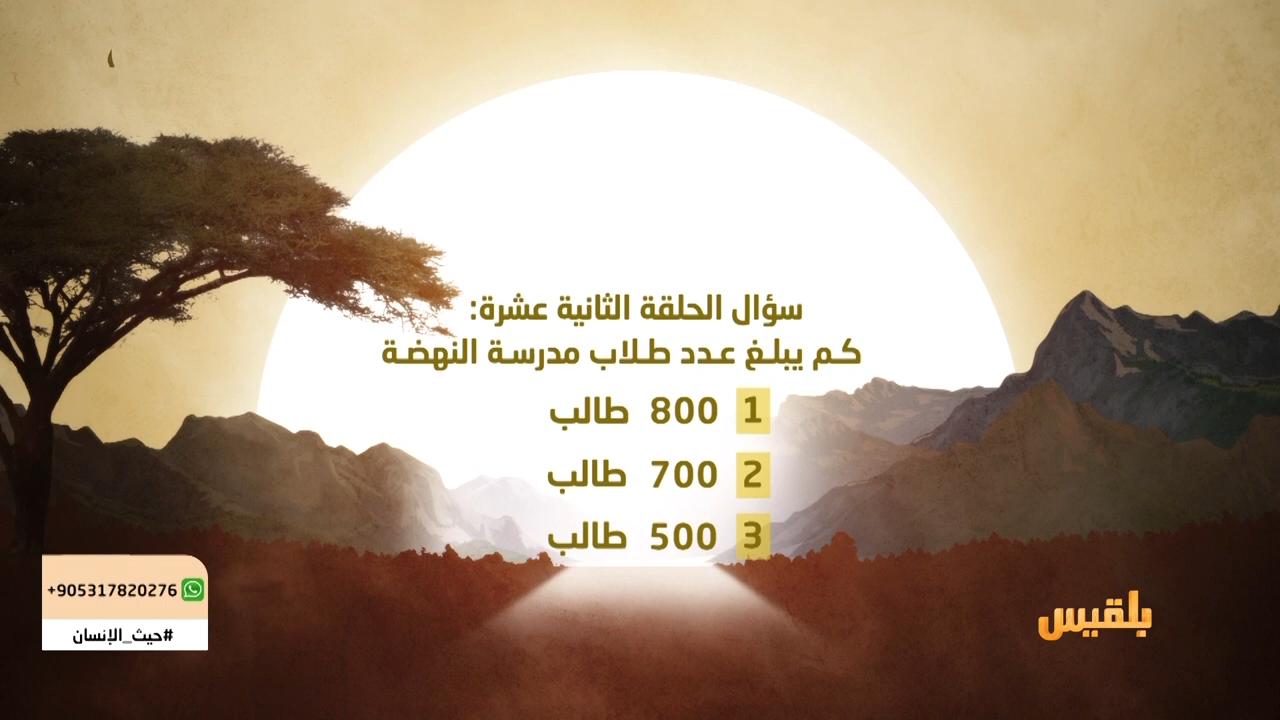 سؤال الحلقة الثانية عشرة:
كم يبلغ عدد طلاب مدرسة النهضة
1 800 طالب
2 700 طالب
3 500 طالب
+905317820276
#حيث_الإنسان
بلقيس